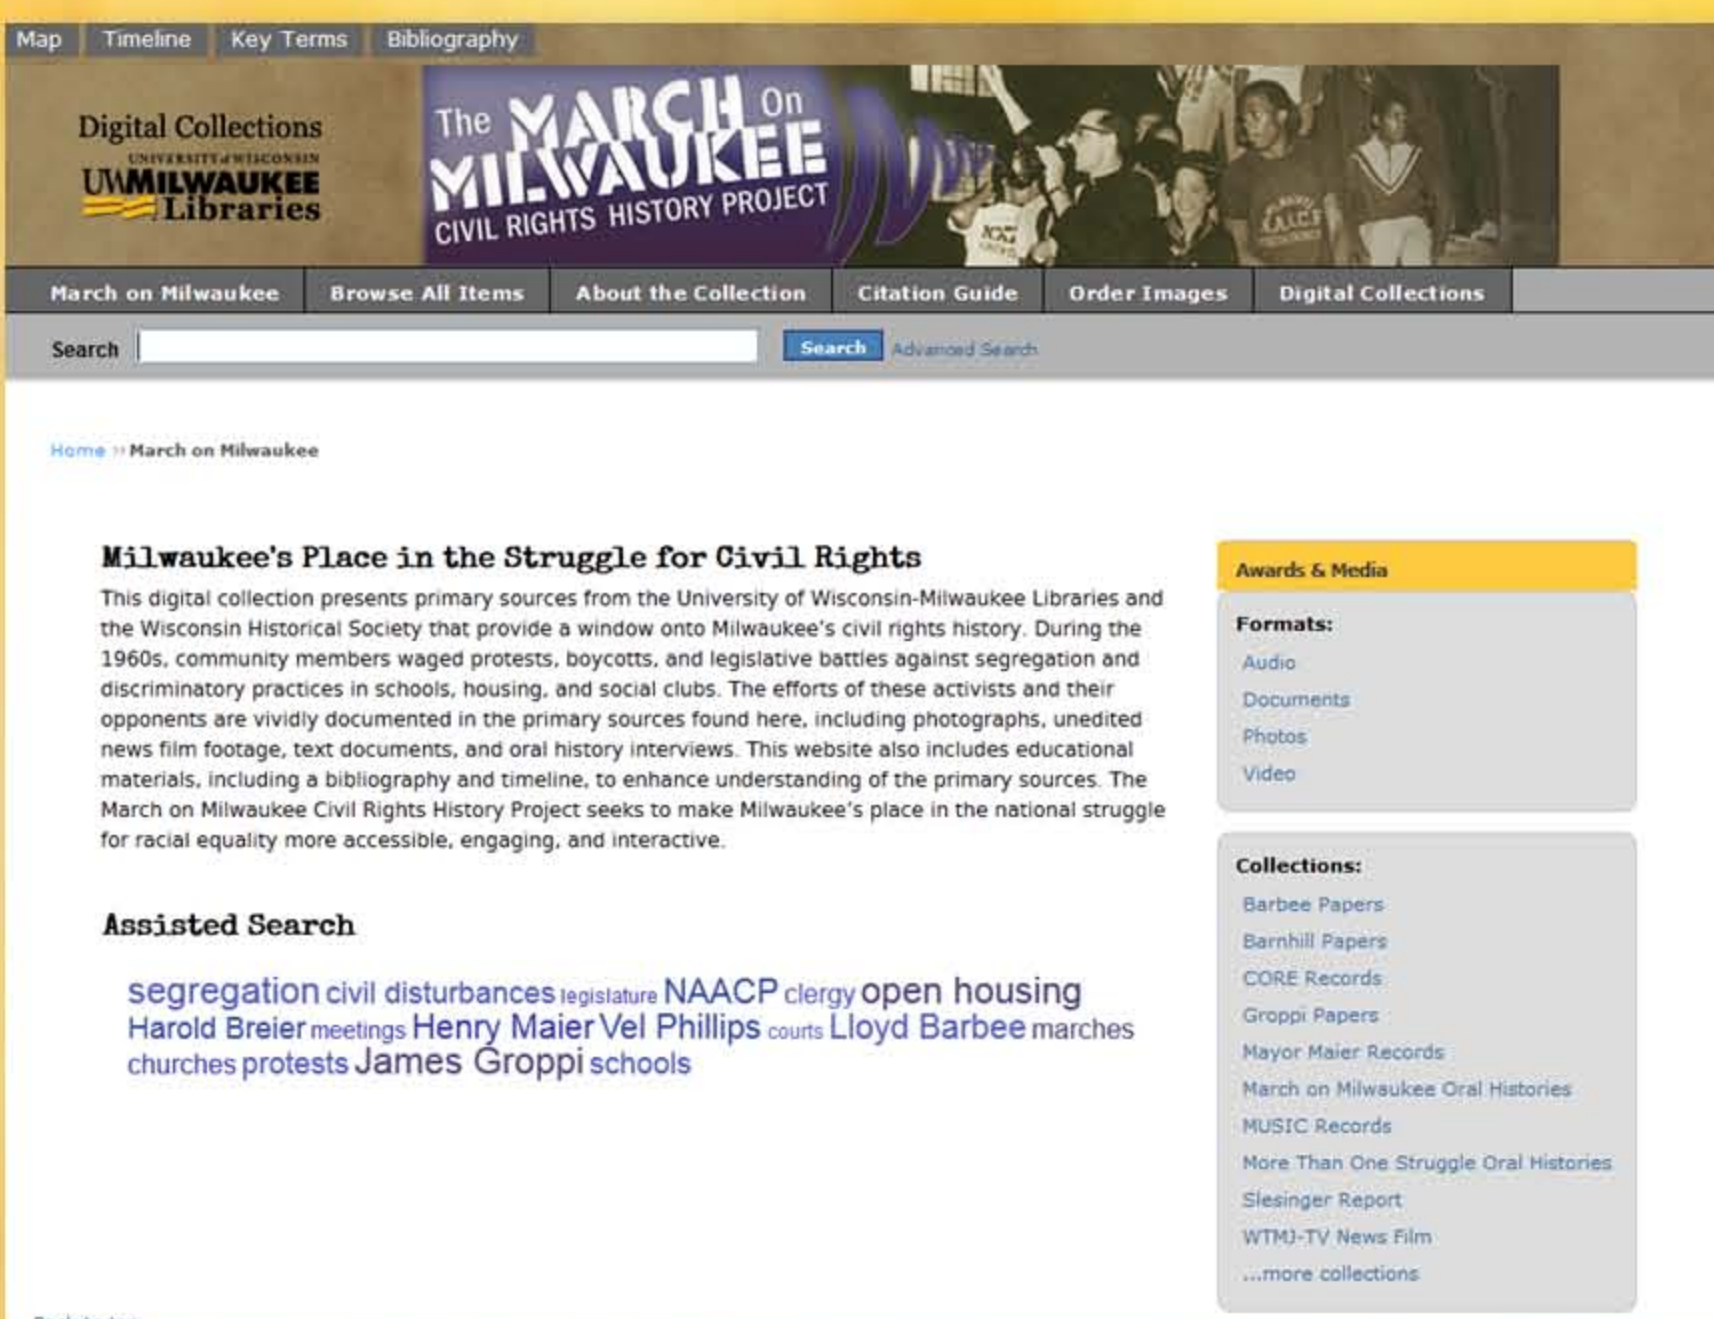 Map Timeline Key Terms Bibliography
Digital Collections
UNIVERSITY of WISCONSIN
UWMILWAUKEE
Libraries
The MARCH On
MILWAUKEE
CIVIL RIGHTS HISTORY PROJECT
March on Milwaukee Browse All Items About the Collection Citation Guide Order Images Digital Collections
Search Search Advanced Search
Home » March on Milwaukee
Milwaukee's Place in the Struggle for Civil Rights
This digital collection presents primary sources from the University of Wisconsin-Milwaukee Libraries and
the Wisconsin Historical Society that provide a window onto Milwaukee's civil rights history. During the
1960s, community members waged protests, boycotts, and legislative battles against segregation and
discriminatory practices in schools, housing, and social clubs. The efforts of these activists and their
opponents are vividly documented in the primary sources found here, including photographs, unedited
news film footage, text documents, and oral history interviews. This website also includes educational
materials, including a bibliography and timeline, to enhance understanding of the primary sources. The
March on Milwaukee Civil Rights History Project seeks to make Milwaukee's place in the national struggle
for racial equality more accessible, engaging, and interactive.
Assisted Search
segregation civil disturbances legislature NAACP clergy open housing
Harold Breier meetings Henry Maier Vel Phillips courts Lloyd Barbee marches
churches protests James Groppi schools
Awards & Media
Formats:
Audio
Documents
Photos
Video
Collections:
Barbee Papers
Barnhill Papers
CORE Records
Groppi Papers
Mayor Maier Records
March on Milwaukee Oral Histories
MUSIC Records
More Than One Struggle Oral Histories
Slesinger Report
WTMJ-TV News Film
...more collections